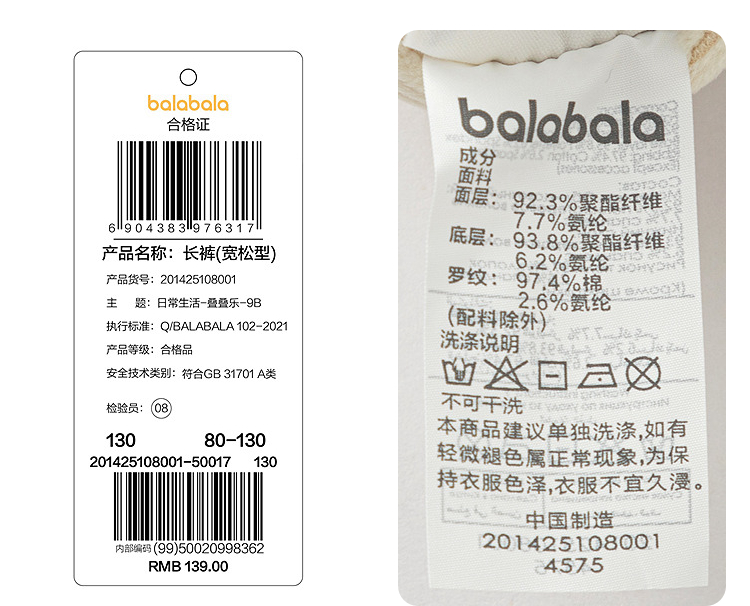 balabala
合格证
6 904383 976317
产品名称：长裤(宽松型)
产品货号：201425108001
主 题：日常生活-叠叠乐-9B
执行标准：Q/BALABALA 102-2021
产品等级：合格品
安全技术类别：符合GB 31701 A类
检验员：08
130 80-130
201425108001-50017 130
内部编码 (99)50020998362
RMB 139.00
balabala
成分
面料
面层：92.3%聚酯纤维
7.7%氨纶
底层：93.8%聚酯纤维
6.2%氨纶
罗纹：97.4%棉
2.6%氨纶
(配料除外)
洗涤说明
不可干洗
本商品建议单独洗涤,如有
轻微褪色属正常现象,为保
持衣服色泽,衣服不宜久浸。
中国制造
201425108001
4575